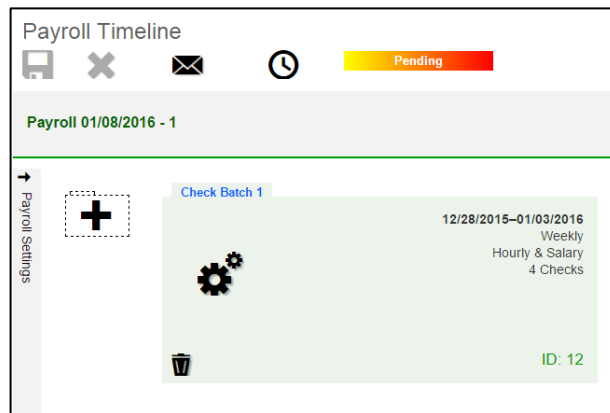 Payroll Timeline
Pending
Payroll 01/08/2016 - 1
Payroll Settings
Check Batch 1
12/28/2015–01/03/2016
Weekly
Hourly & Salary
4 Checks
ID: 12